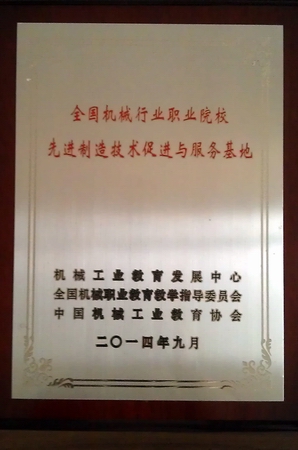 全国机械行业职业院校
先进制造技术促进与服务基地
机械工业教育发展中心
全国机械职业教育教学指导委员会
中国机械工业教育协会
二〇一四年九月